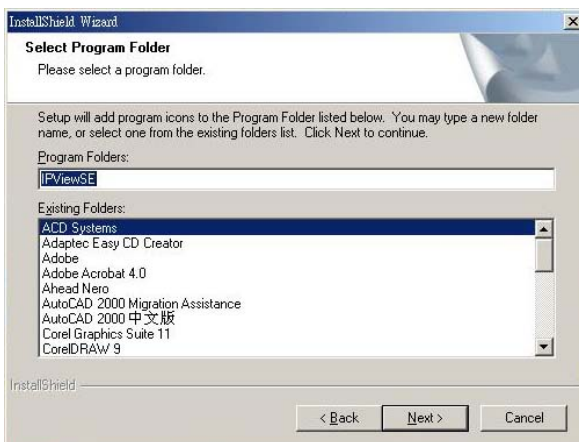 InstallShield Wizard
Select Program Folder
Please select a program folder.
Setup will add program icons to the Program Folder listed below. You may type a new folder
name, or select one from the existing folders list. Click Next to continue.
Program Folders:
IPViewSE
Existing Folders:
ACD Systems
Adaptec Easy CD Creator
Adobe
Adobe Acrobat 4.0
Ahead Nero
AutoCAD 2000 Migration Assistance
AutoCAD 2000 中文版
Corel Graphics Suite 11
CorelDRAW 9
InstallShield
< Back
Next >
Cancel